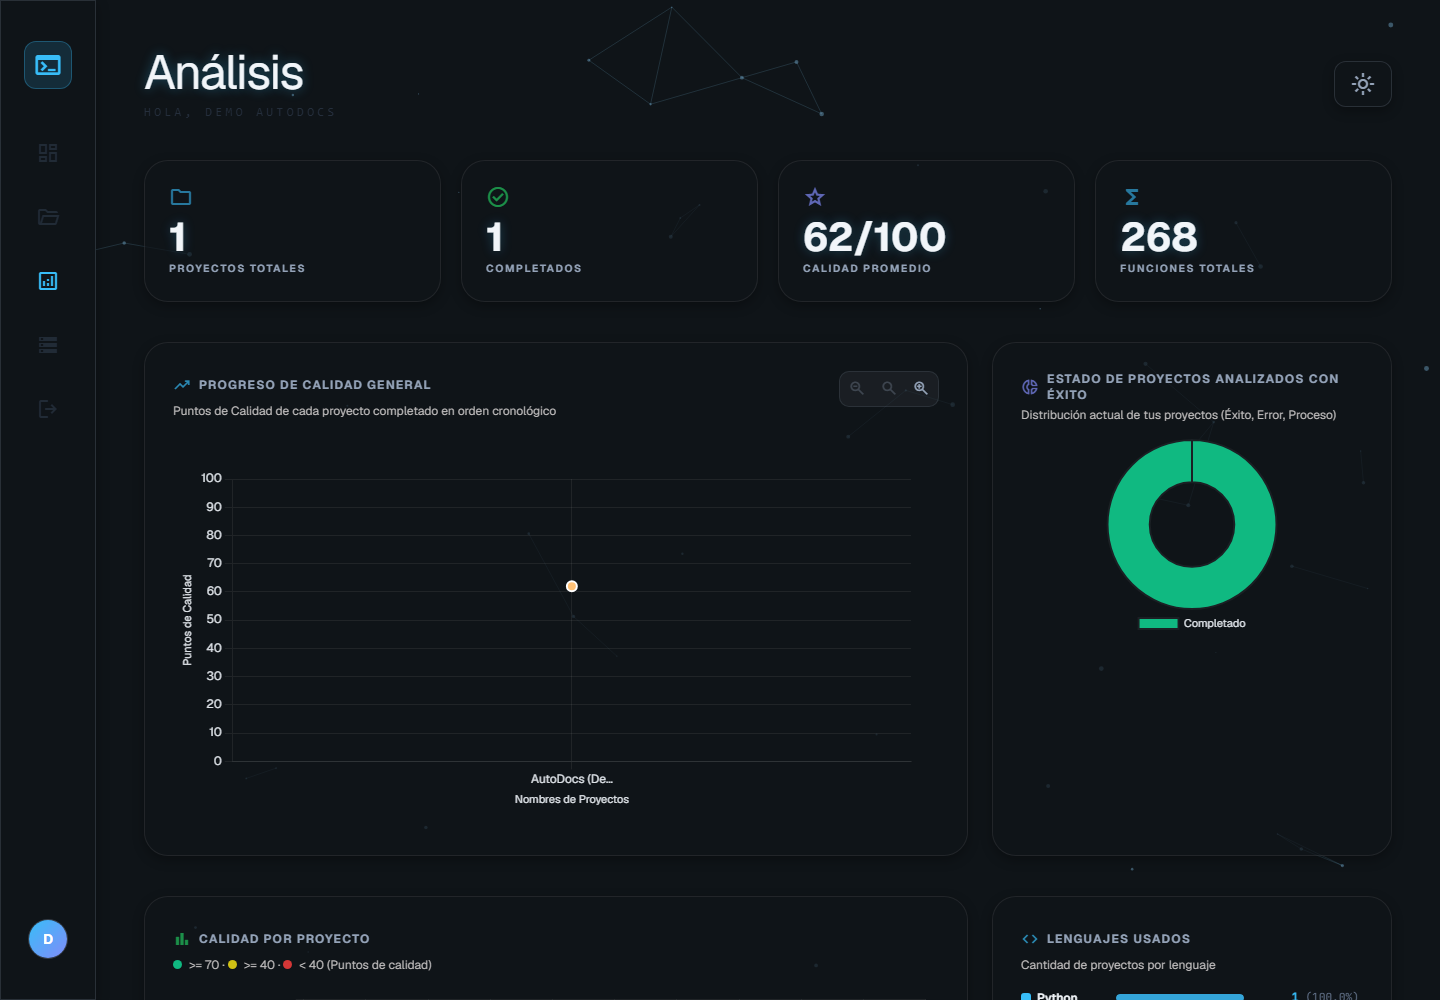 Análisis
HOLA, DEMO AUTODOCS
1
PROYECTOS TOTALES
1
COMPLETADOS
62/100
CALIDAD PROMEDIO
268
FUNCIONES TOTALES
PROGRESO DE CALIDAD GENERAL
Puntos de Calidad de cada proyecto completado en orden cronológico
100
90
80
70
60
50
40
30
20
10
0
Puntos de Calidad
AutoDocs (De...
Nombres de Proyectos
ESTADO DE PROYECTOS ANALIZADOS CON
ÉXITO
Distribución actual de tus proyectos (Éxito, Error, Proceso)
Completado
CALIDAD POR PROYECTO
>= 70 · >= 40 · < 40 (Puntos de calidad)
LENGUAJES USADOS
Cantidad de proyectos por lenguaje
Python 1 (100.0%)
D